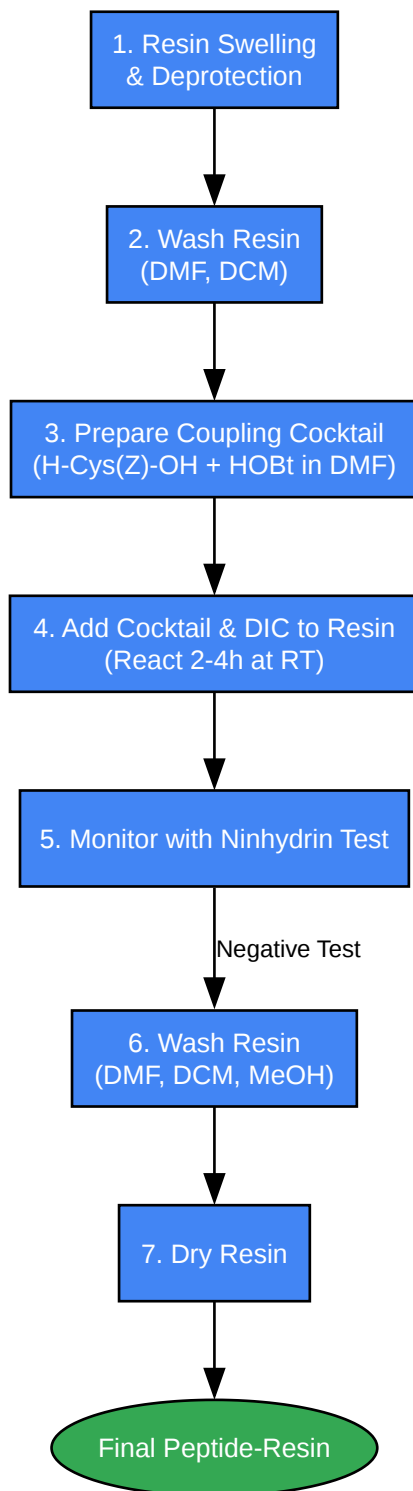 1. Resin Swelling
& Deprotection
2. Wash Resin
(DMF, DCM)
3. Prepare Coupling Cocktail
(H-Cys(Z)-OH + HOBt in DMF)
4. Add Cocktail & DIC to Resin
(React 2-4h at RT)
5. Monitor with Ninhydrin Test
Negative Test
6. Wash Resin
(DMF, DCM, MeOH)
7. Dry Resin
Final Peptide-Resin